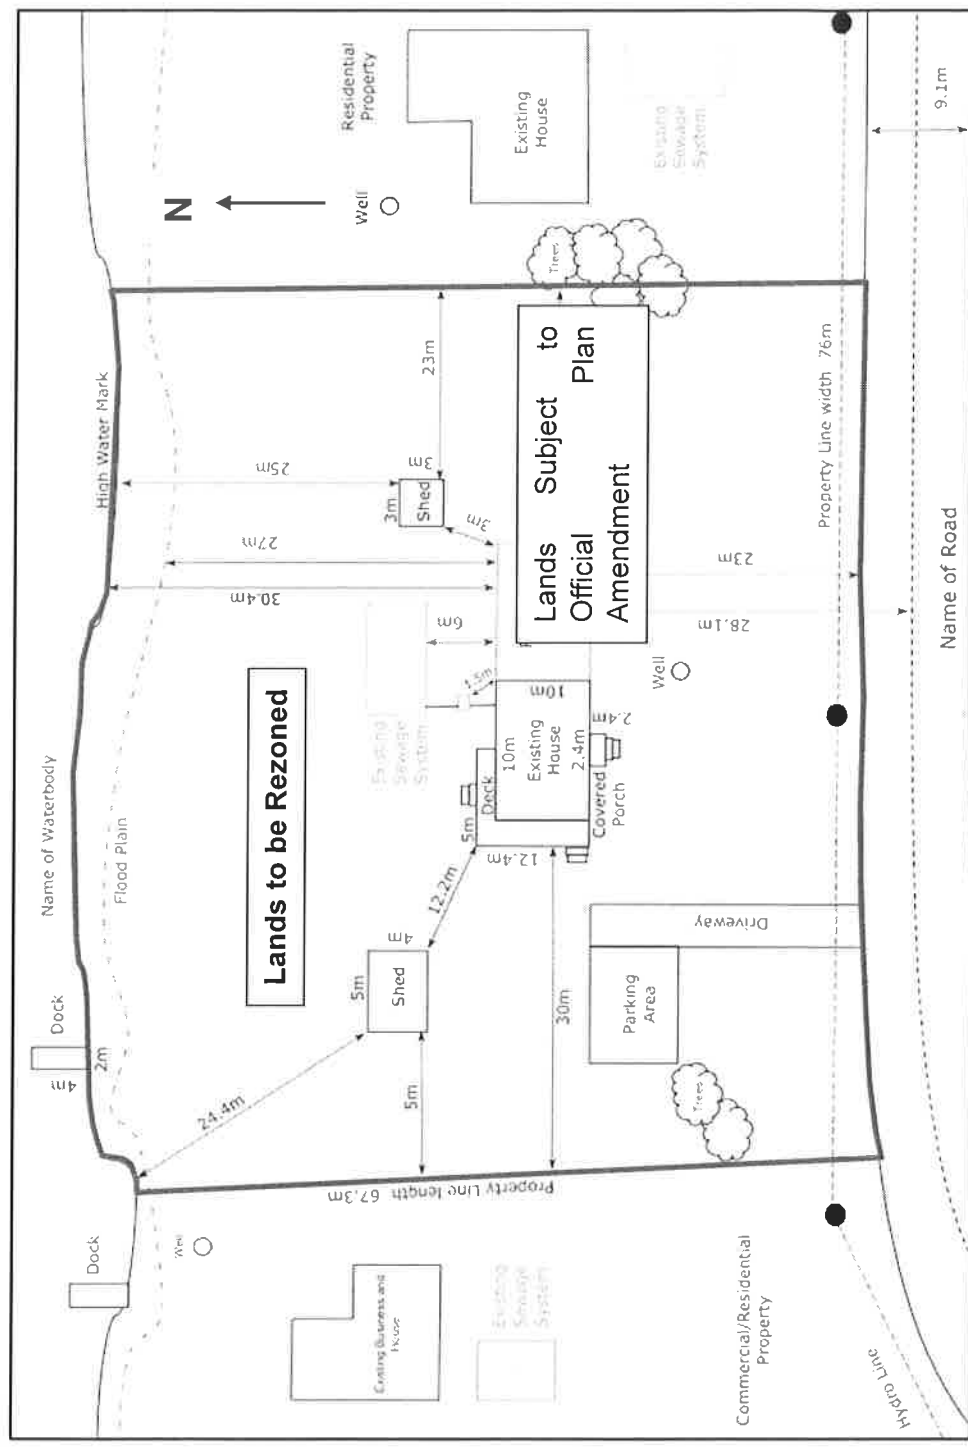 Name of Waterbody
Dock
4m
2m
Dock
High Water Mark
Flood Plain
N
Residential
Property
Existing
House
Well
Existing
Sewage
System
Trees
25m
27m
30.4m
23m
3m
3m
Shed
3m
Lands to be Rezoned
Existing
Sewage
System
6m
1.5m
Lands Subject to
Official Plan
Amendment
24.4m
5m
4m
Shed
12.2m
5m
Deck
5m
10m
10m
Existing
House
2.4m
2.4m
12.4m
Covered
Porch
5m
30m
Well
23m
28.1m
Driveway
Parking
Area
Trees
Property Line length 67.3m
Property Line width 76m
Well
Existing Business and
House
Existing
Sewage
System
Commercial/Residential
Property
Hydro Line
Name of Road
9.1m